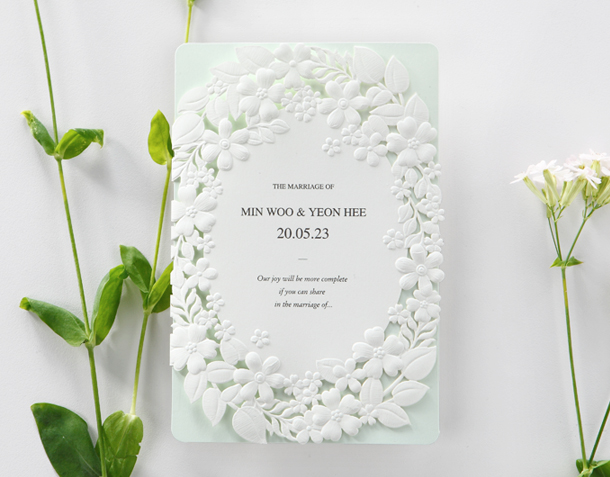 THE MARRIAGE OF
MIN WOO & YEON HEE
20.05.23
Our joy will be more complete
if you can share
in the marriage of...